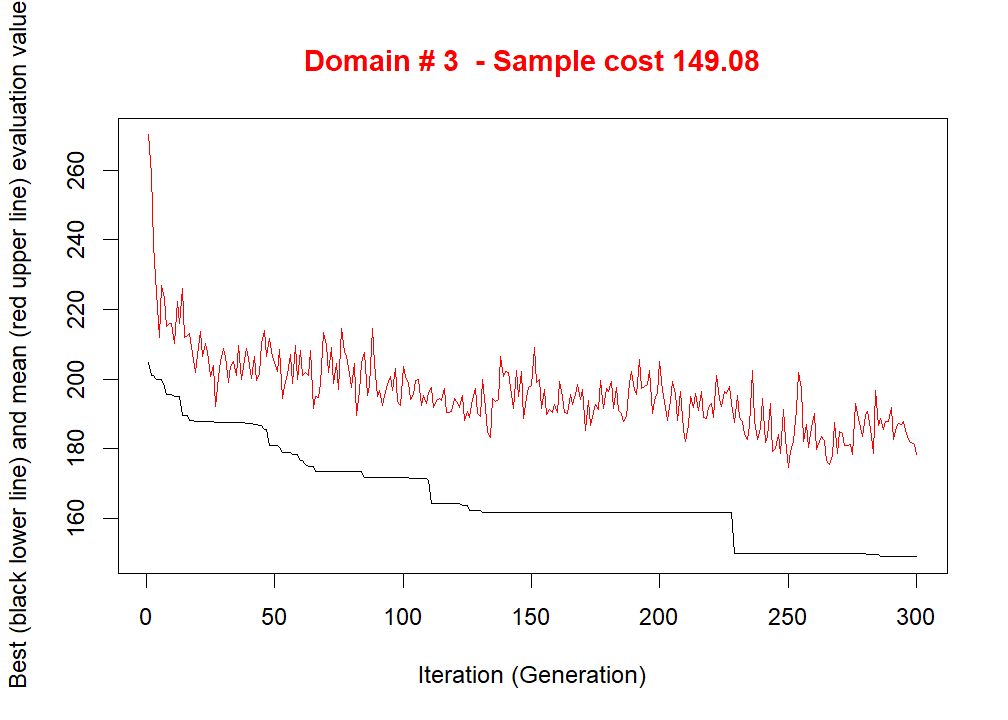 Domain # 3  - Sample cost 149.08
Best (black lower line) and mean (red upper line) evaluation value
260
240
220
200
180
160
0 50 100 150 200 250 300
Iteration (Generation)